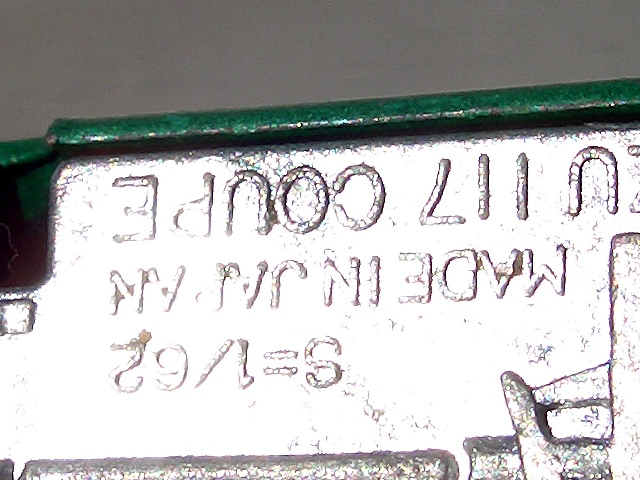 S=1/62
MADE IN JAPAN
U 117 COUPE